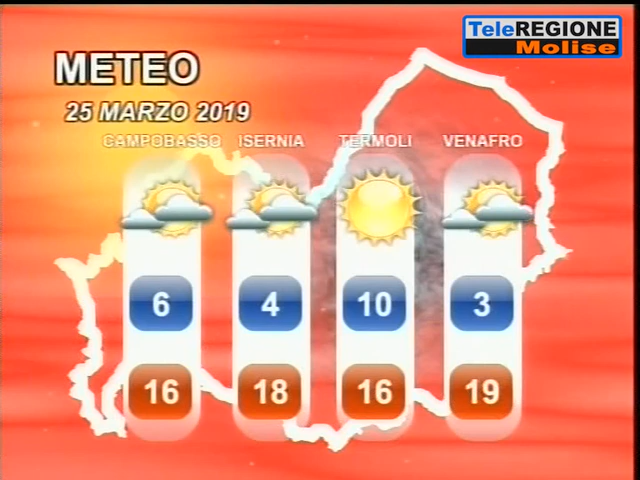 TeleREGIONE
Molise
METEO
25 MARZO 2019
CAMPOBASSO ISERNIA TERMOLI VENAFRO
6 4 10 3
16 18 16 19